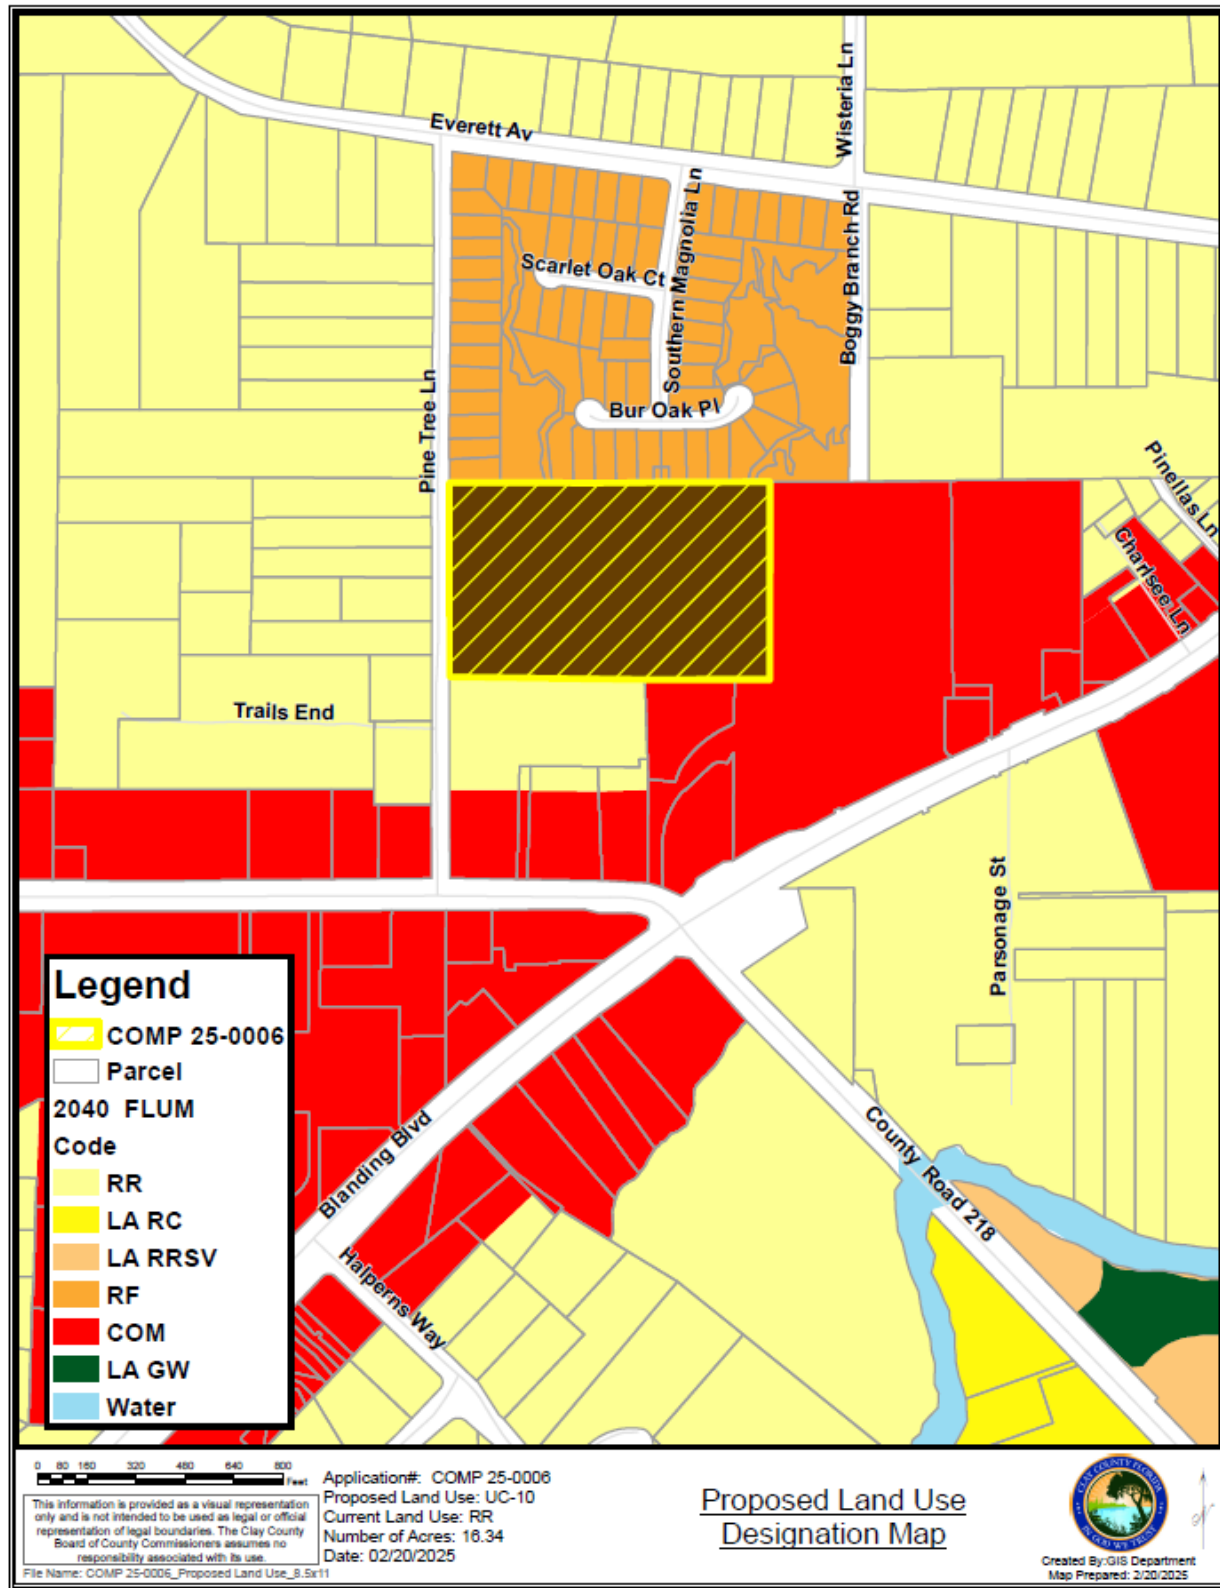 Everett Av
Wisteria Ln
Scarlet Oak Ct
Southern Magnolia Ln
Boggy Branch Rd
Bur Oak Pl
Pine Tree Ln
Pinellas Ln
Charlsee Ln
Trails End
Parsonage St
Blanding Blvd
County Road 218
Halperns Way
Legend
COMP 25-0006
Parcel
2040 FLUM
Code
RR
LA RC
LA RRSV
RF
COM
LA GW
Water
0 80 160 320 480 640 800
Feet
This information is provided as a visual representation
only and is not intended to be used as legal or official
representation of legal boundaries. The Clay County
Board of County Commissioners assumes no
responsibility associated with its use.
File Name: COMP 25-0006_Proposed Land Use_8.5x11
Application#: COMP 25-0006
Proposed Land Use: UC-10
Current Land Use: RR
Number of Acres: 16.34
Date: 02/20/2025
Proposed Land Use
Designation Map
CLAY COUNTY FLORIDA
IN GOD WE TRUST
Created By:GIS Department
Map Prepared: 2/20/2025